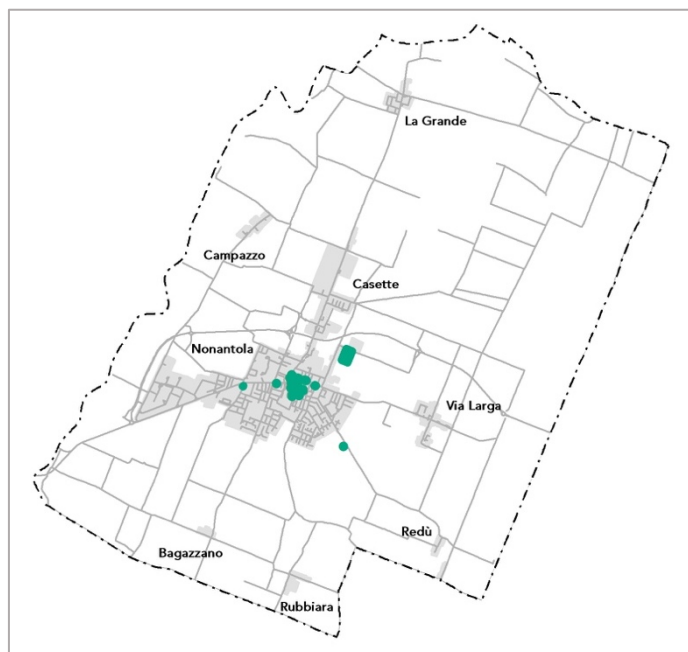 La Grande
Campazzo
Casette
Nonantola
Via Larga
Redù
Bagazzano
Rubbiara